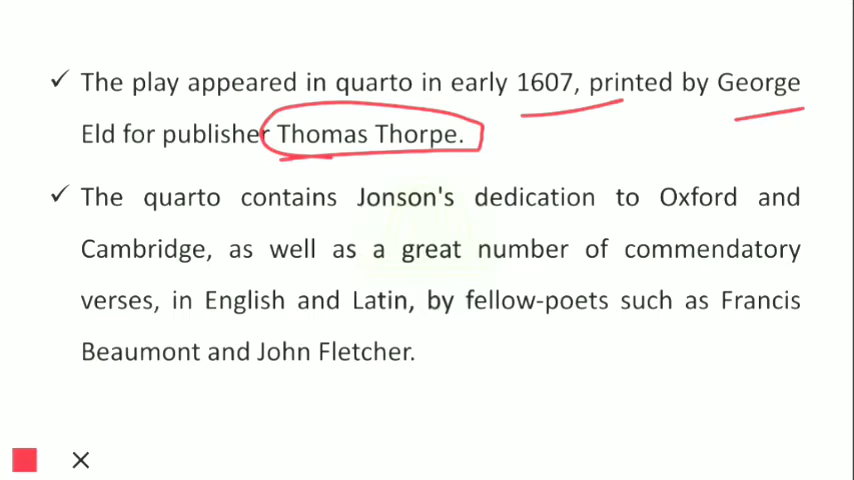 ✓ The play appeared in quarto in early 1607, printed by George
Eld for publisher Thomas Thorpe.
✓ The quarto contains Jonson's dedication to Oxford and
Cambridge, as well as a great number of commendatory
verses, in English and Latin, by fellow-poets such as Francis
Beaumont and John Fletcher.